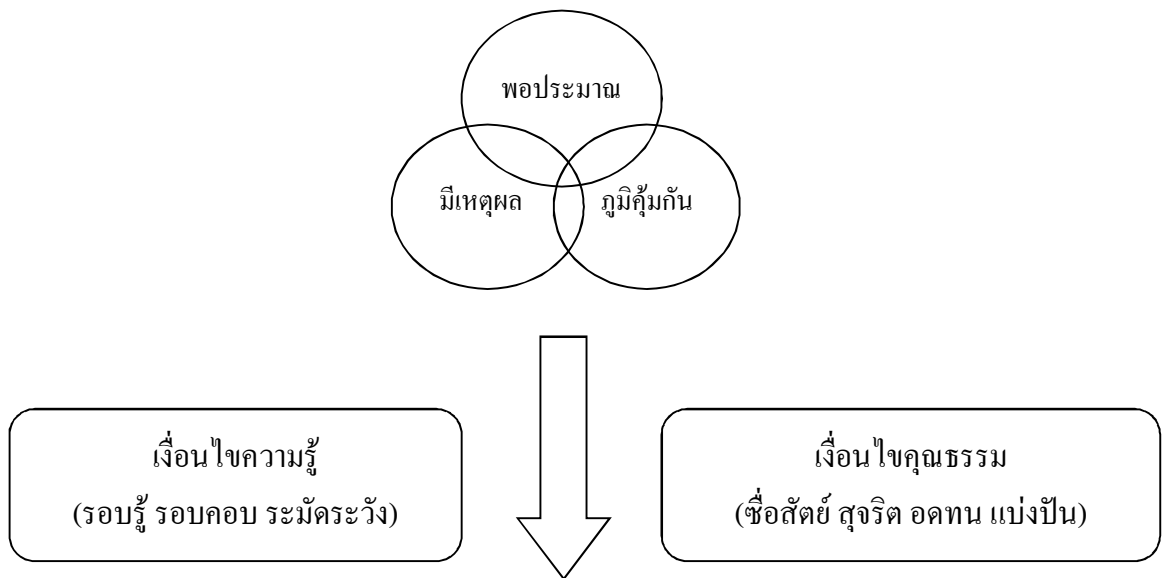 พอประมาณ
มีเหตุผล
ภูมิคุ้มกัน
เงื่อนไขความรู้
(รอบรู้ รอบคอบ ระมัดระวัง)
เงื่อนไขคุณธรรม
(ซื่อสัตย์ สุจริต อดทน แบ่งปัน)